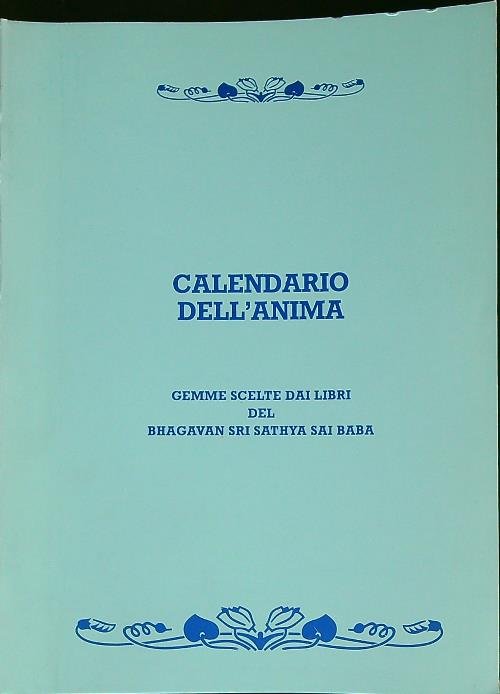 CALENDARIO
DELL'ANIMA
GEMME SCELTE DAI LIBRI
DEL
BHAGAVAN SRI SATHYA SAI BABA